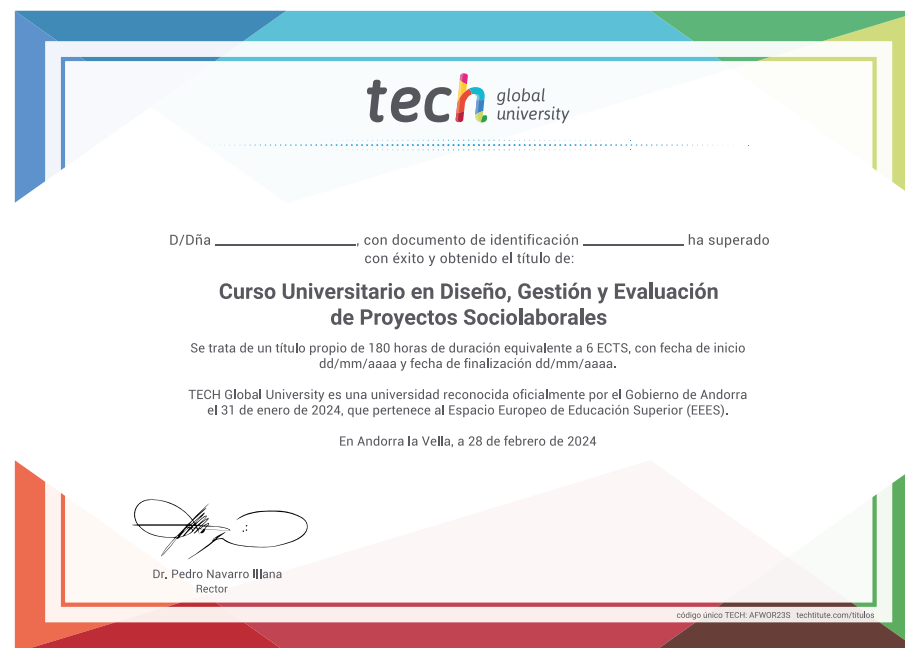 tech global university
D/Dña ____________________, con documento de identificación ______________ ha superado
con éxito y obtenido el título de:
Curso Universitario en Diseño, Gestión y Evaluación
de Proyectos Sociolaborales
Se trata de un título propio de 180 horas de duración equivalente a 6 ECTS, con fecha de inicio
dd/mm/aaaa y fecha de finalización dd/mm/aaaa.
TECH Global University es una universidad reconocida oficialmente por el Gobierno de Andorra
el 31 de enero de 2024, que pertenece al Espacio Europeo de Educación Superior (EEES).
En Andorra la Vella, a 28 de febrero de 2024
Dr. Pedro Navarro Illana
Rector
código único TECH: AFWOR23S techtitute.com/titulos